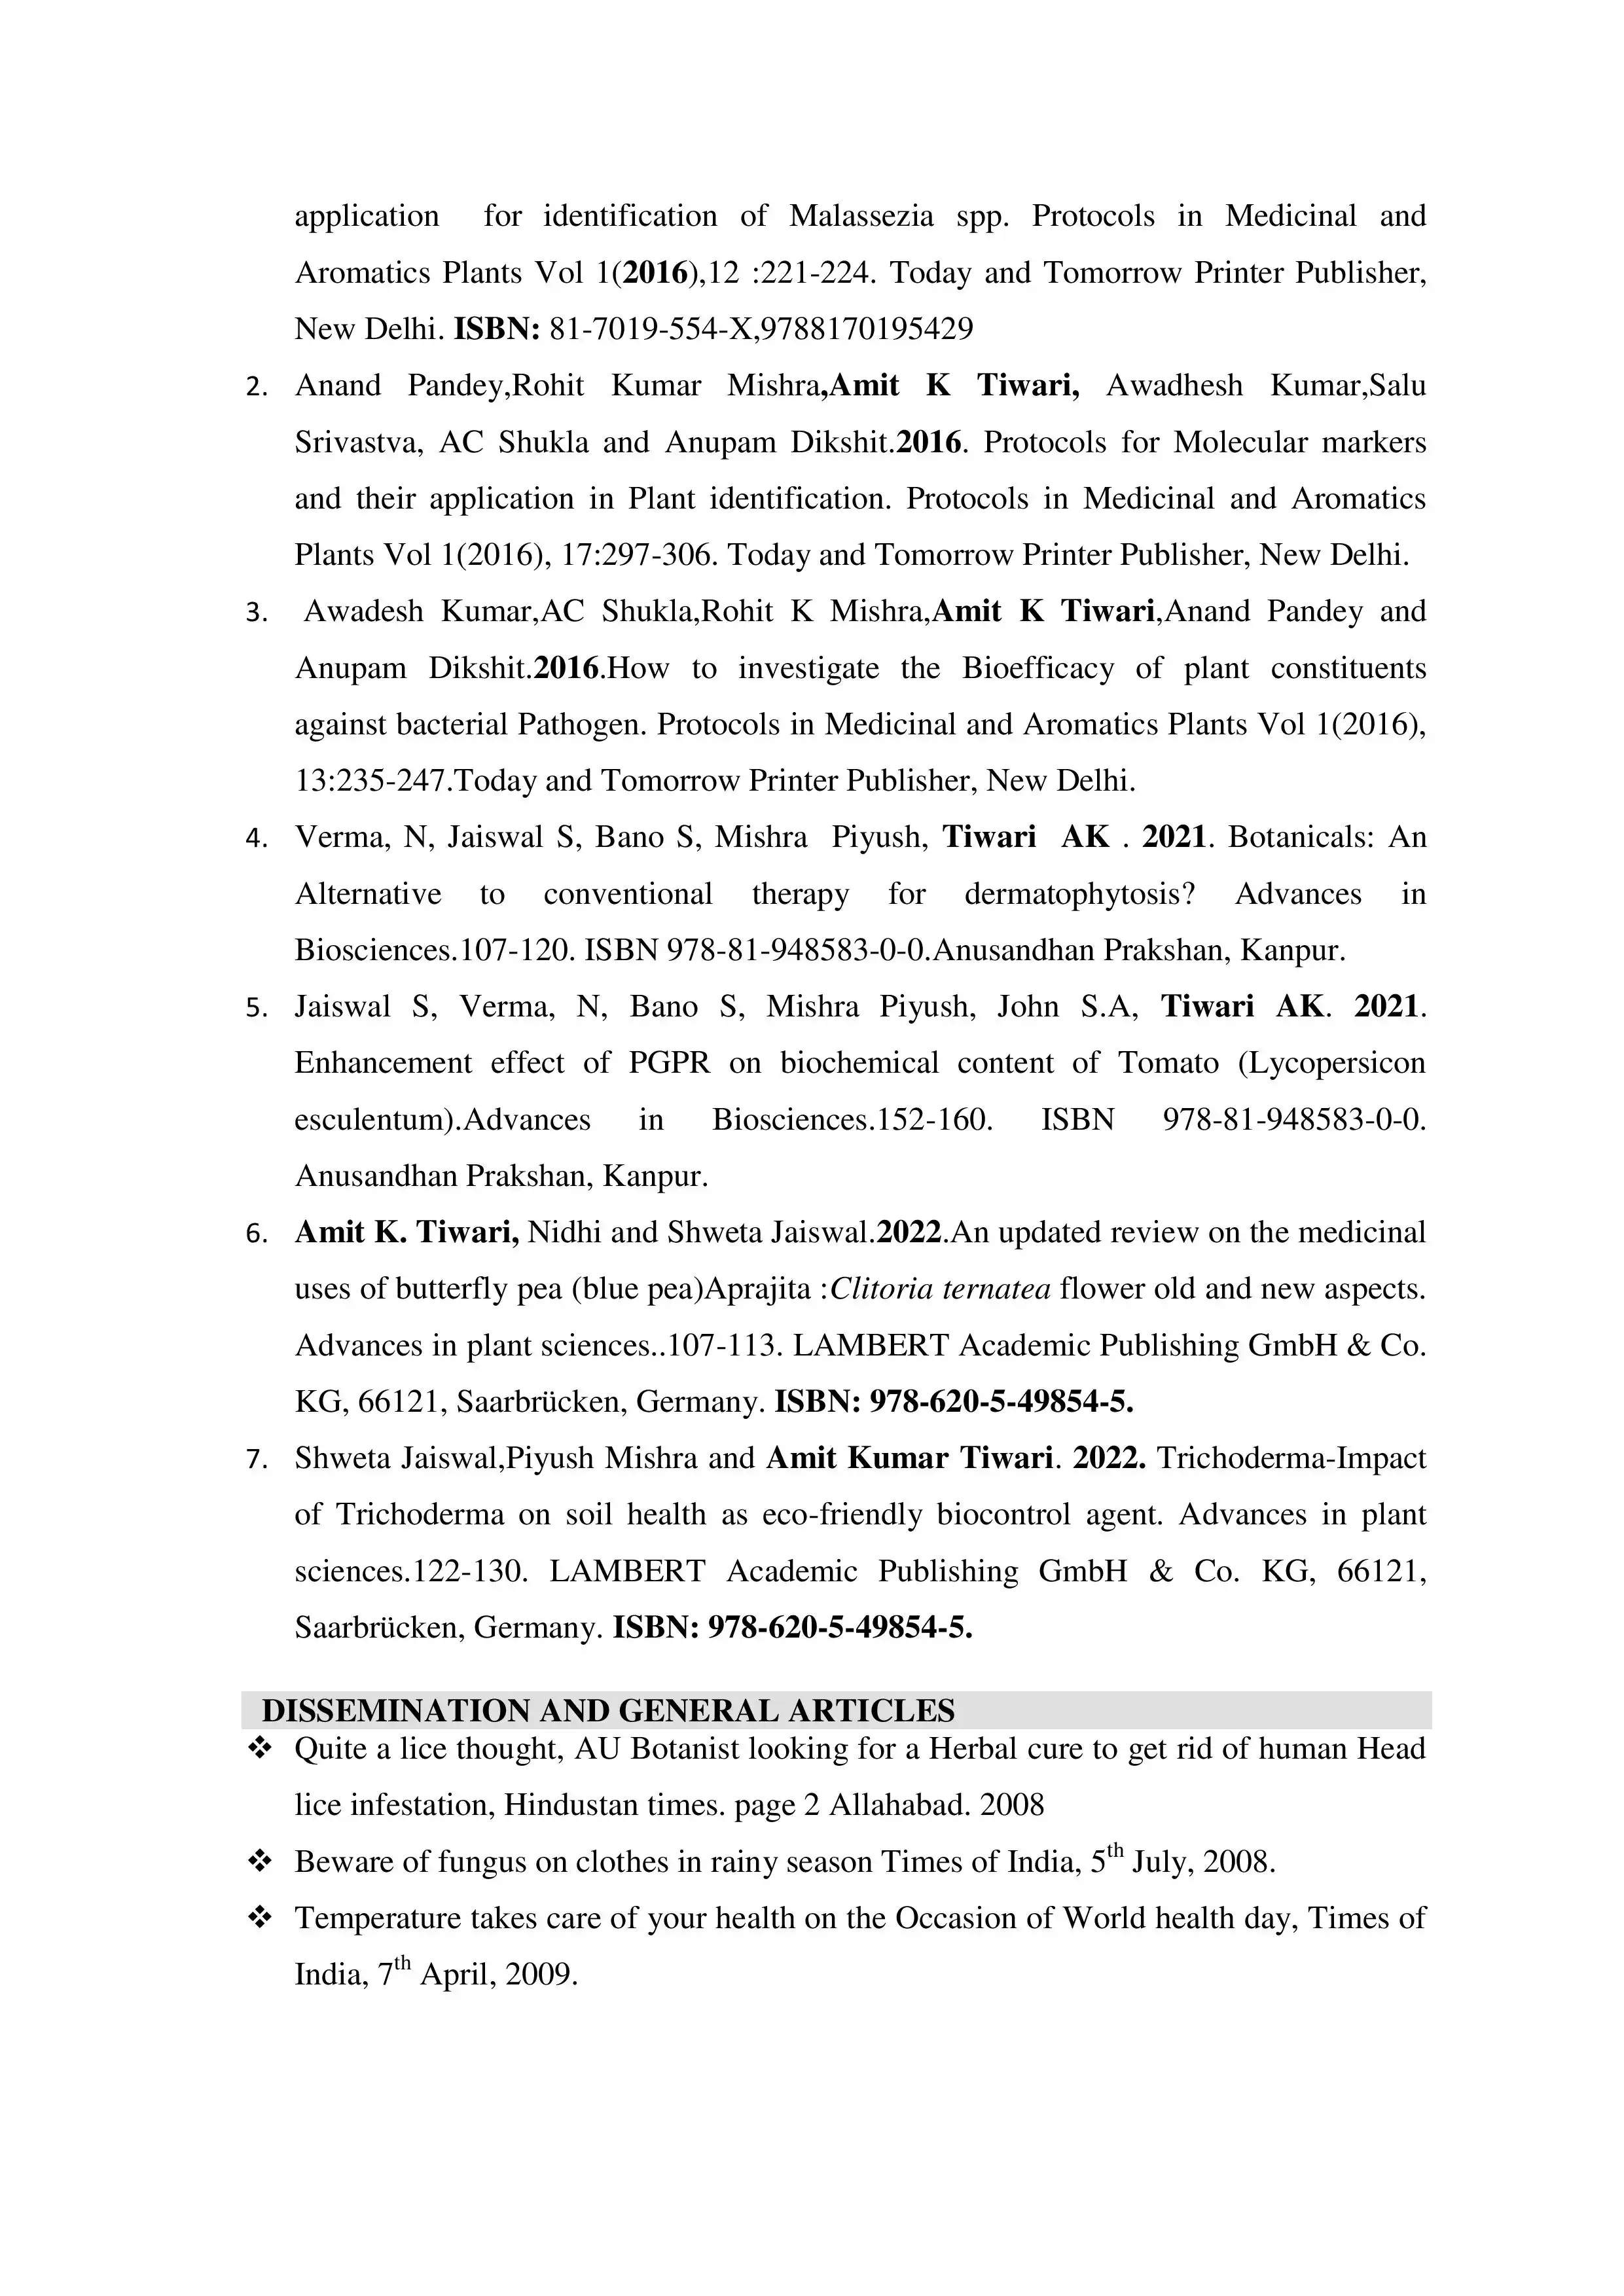 application for identification of Malassezia spp. Protocols in Medicinal and
Aromatics Plants Vol 1(2016),12 :221-224. Today and Tomorrow Printer Publisher,
New Delhi. ISBN: 81-7019-554-X,9788170195429
2. Anand Pandey,Rohit Kumar Mishra,Amit K Tiwari, Awadhesh Kumar,Salu
Srivastva, AC Shukla and Anupam Dikshit.2016. Protocols for Molecular markers
and their application in Plant identification. Protocols in Medicinal and Aromatics
Plants Vol 1(2016), 17:297-306. Today and Tomorrow Printer Publisher, New Delhi.
3. Awadesh Kumar,AC Shukla,Rohit K Mishra,Amit K Tiwari,Anand Pandey and
Anupam Dikshit.2016.How to investigate the Bioefficacy of plant constituents
against bacterial Pathogen. Protocols in Medicinal and Aromatics Plants Vol 1(2016),
13:235-247.Today and Tomorrow Printer Publisher, New Delhi.
4. Verma, N, Jaiswal S, Bano S, Mishra Piyush, Tiwari AK . 2021. Botanicals: An
Alternative to conventional therapy for dermatophytosis? Advances in
Biosciences.107-120. ISBN 978-81-948583-0-0.Anusandhan Prakshan, Kanpur.
5. Jaiswal S, Verma, N, Bano S, Mishra Piyush, John S.A, Tiwari AK. 2021.
Enhancement effect of PGPR on biochemical content of Tomato (Lycopersicon
esculentum).Advances in Biosciences.152-160. ISBN 978-81-948583-0-0.
Anusandhan Prakshan, Kanpur.
6. Amit K. Tiwari, Nidhi and Shweta Jaiswal.2022.An updated review on the medicinal
uses of butterfly pea (blue pea)Aprajita :Clitoria ternatea flower old and new aspects.
Advances in plant sciences..107-113. LAMBERT Academic Publishing GmbH & Co.
KG, 66121, Saarbrücken, Germany. ISBN: 978-620-5-49854-5.
7. Shweta Jaiswal,Piyush Mishra and Amit Kumar Tiwari. 2022. Trichoderma-Impact
of Trichoderma on soil health as eco-friendly biocontrol agent. Advances in plant
sciences.122-130. LAMBERT Academic Publishing GmbH & Co. KG, 66121,
Saarbrücken, Germany. ISBN: 978-620-5-49854-5.
DISSEMINATION AND GENERAL ARTICLES
❖ Quite a lice thought, AU Botanist looking for a Herbal cure to get rid of human Head
lice infestation, Hindustan times. page 2 Allahabad. 2008
❖ Beware of fungus on clothes in rainy season Times of India, 5th July, 2008.
❖ Temperature takes care of your health on the Occasion of World health day, Times of
India, 7th April, 2009.